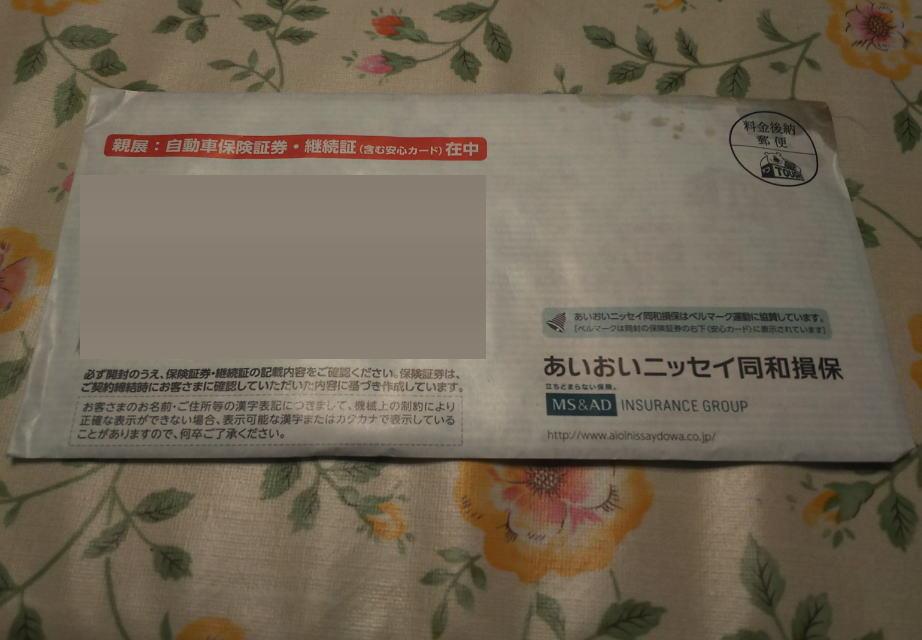 親展：自動車保険証券・継続証（含む安心カード）在中
料金後納
郵便
TOUGH
必ず開封のうえ、保険証券・継続証の記載内容をご確認ください。保険証券は、
ご契約締結時にお客さまに確認していただいた内容に基づき作成しています。
お客さまのお名前・ご住所等の漢字表記につきまして、機械上の制約により
正確な表示ができない場合、表示可能な漢字またはカタカナで表示している
ことがありますので、何卒ご了承ください。
あいおいニッセイ同和損保はベルマーク運動に協賛しています。
［ベルマークは同封の保険証券の右下〈安心カード〉に表示されています］
あいおいニッセイ同和損保
立ちどまらない保険。
MS&AD INSURANCE GROUP
http://www.aioinissaydowa.co.jp/